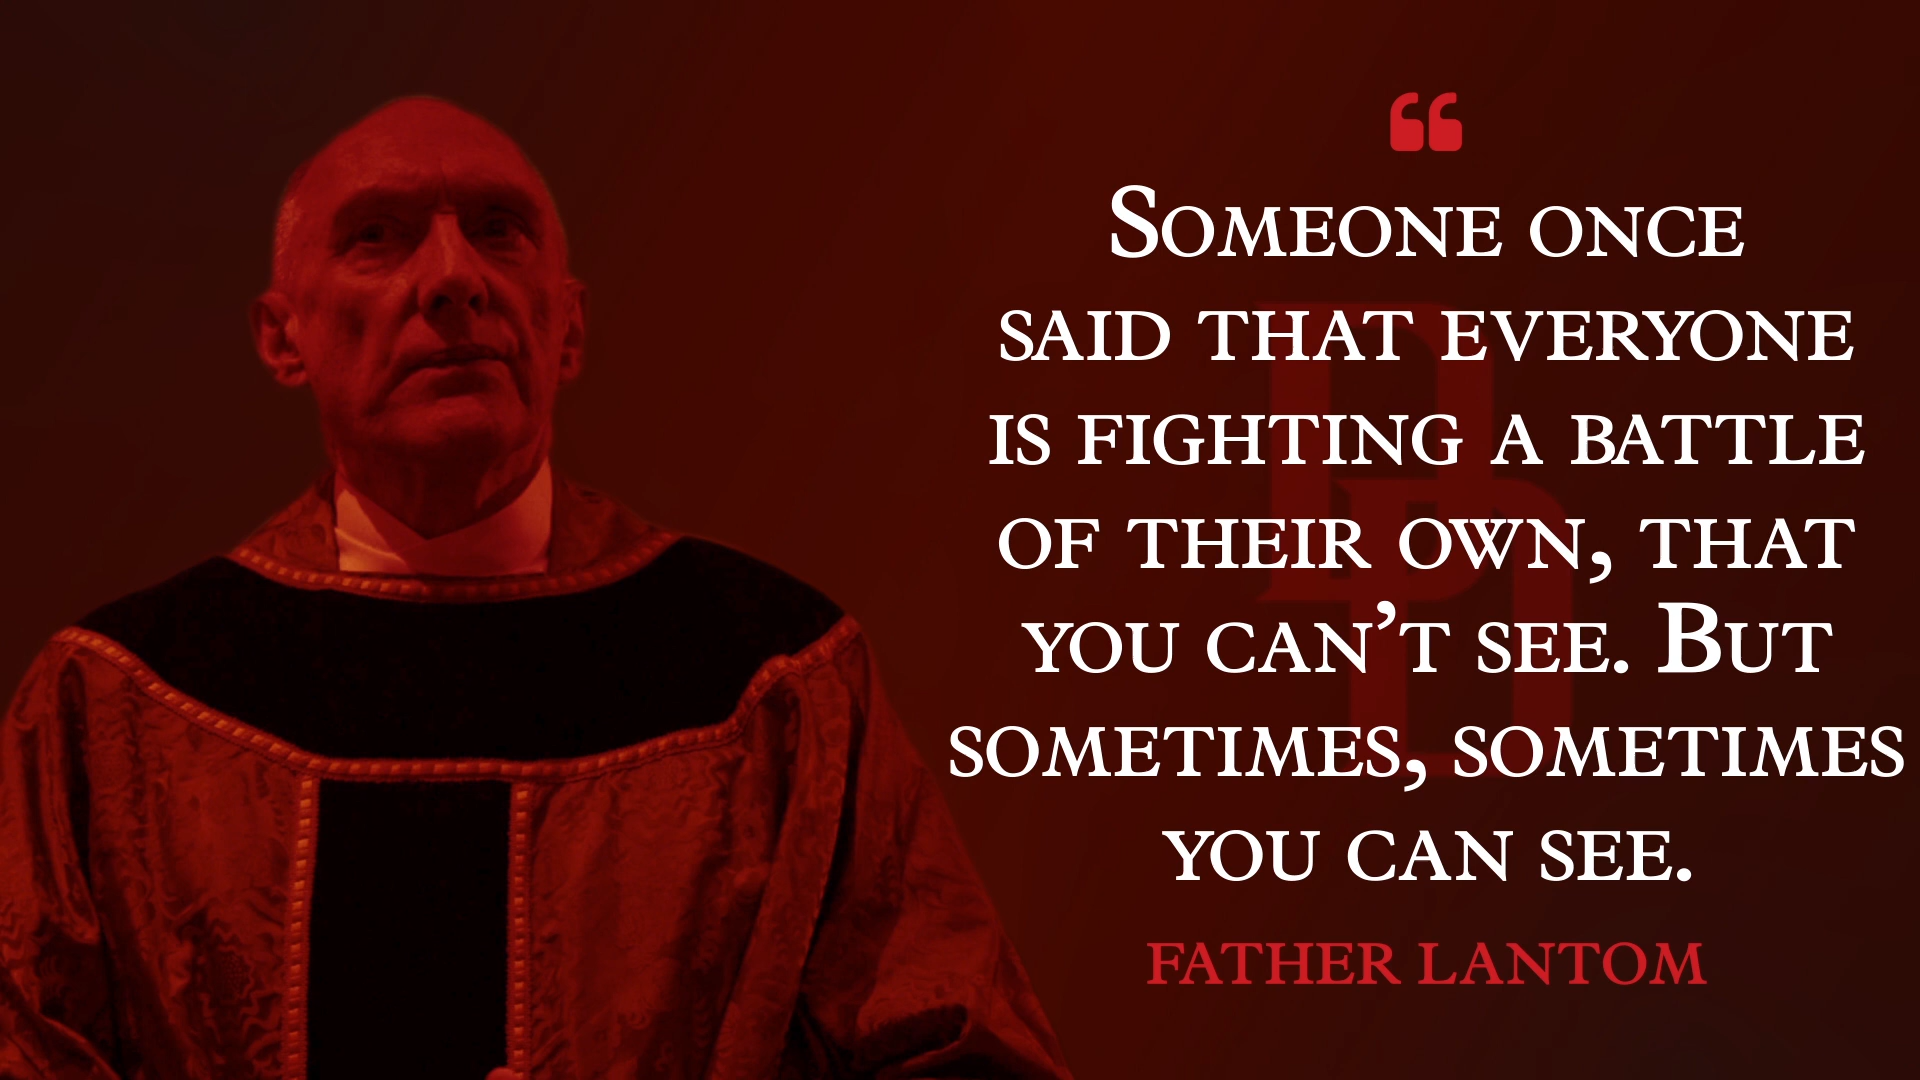 “
Someone once
said that everyone
is fighting a battle
of their own, that
you can’t see. But
sometimes, sometimes
you can see.
Father Lantom
DD